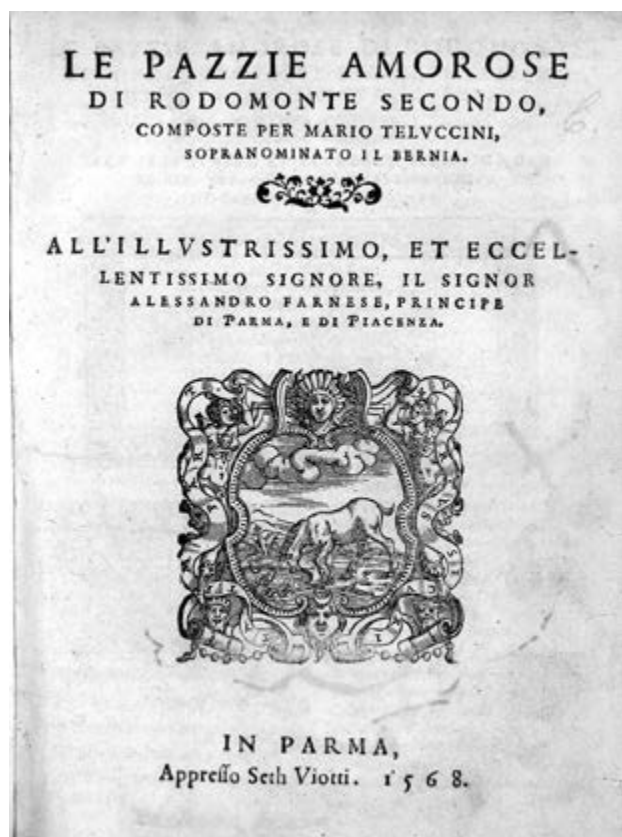 LE PAZZIE AMOROSE
DI RODOMONTE SECONDO,
COMPOSTE PER MARIO TELVCCINI,
SOPRANOMINATO IL BERNIA.
ALL'ILLVSTRISSIMO, ET ECCEL-
LENTISSIMO SIGNORE, IL SIGNOR
ALESSANDRO FARNESE, PRINCIPE
DI PARMA, E DI PIACENZA.
IN PARMA,
Appresso Seth Viotti. 1568.